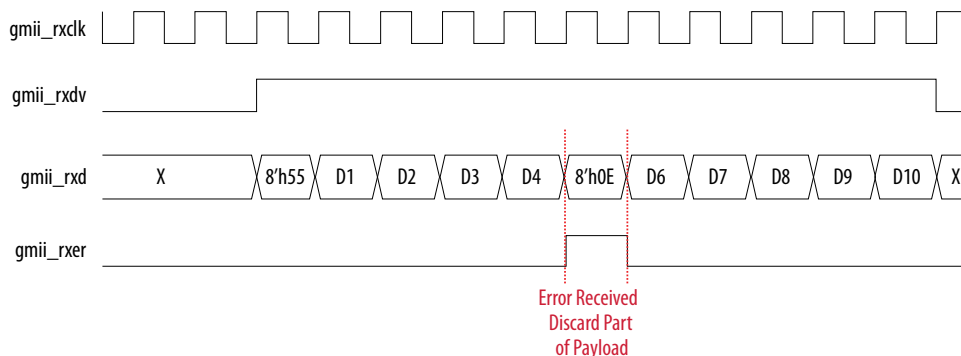 gmii_rxclk
gmii_rxdv
gmii_rxd X 8'h55 D1 D2 D3 D4 8'h0E D6 D7 D8 D9 D10 X
gmii_rxer
Error Received
Discard Part
of Payload